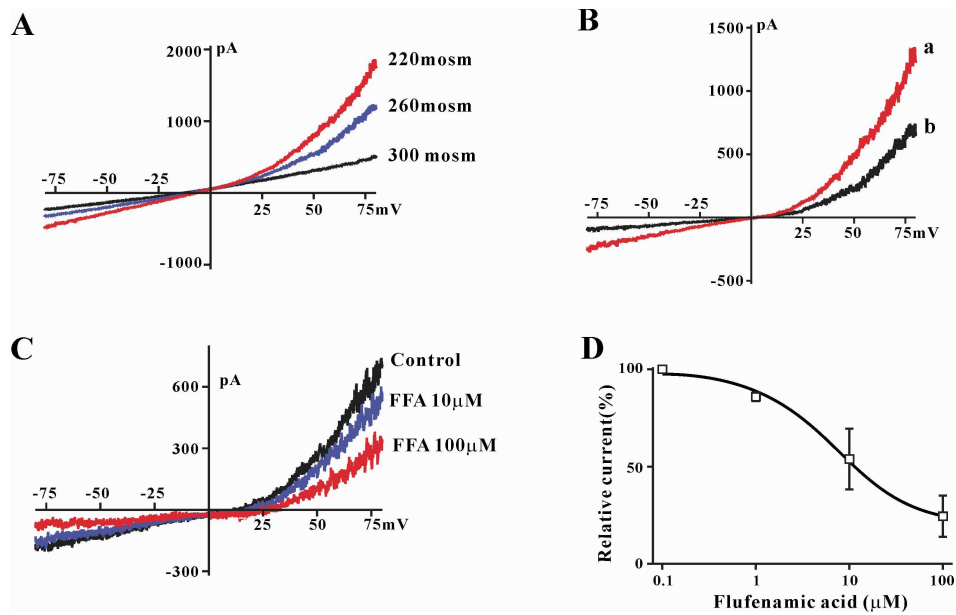 A
pA
2000
1000
-1000
-75
-25
25
50
75mV
220mosm
260mosm
300 mosm
B
pA
1500
1000
500
-500
-75
-50
-25
25
50
75mV
a
b
C
pA
600
300
-300
-75
-50
-25
25
50
75mV
Control
FFA 10µM
FFA 100µM
D
Relative current(%)
100
50
0
0.1
1
10
100
Flufenamic acid (µM)